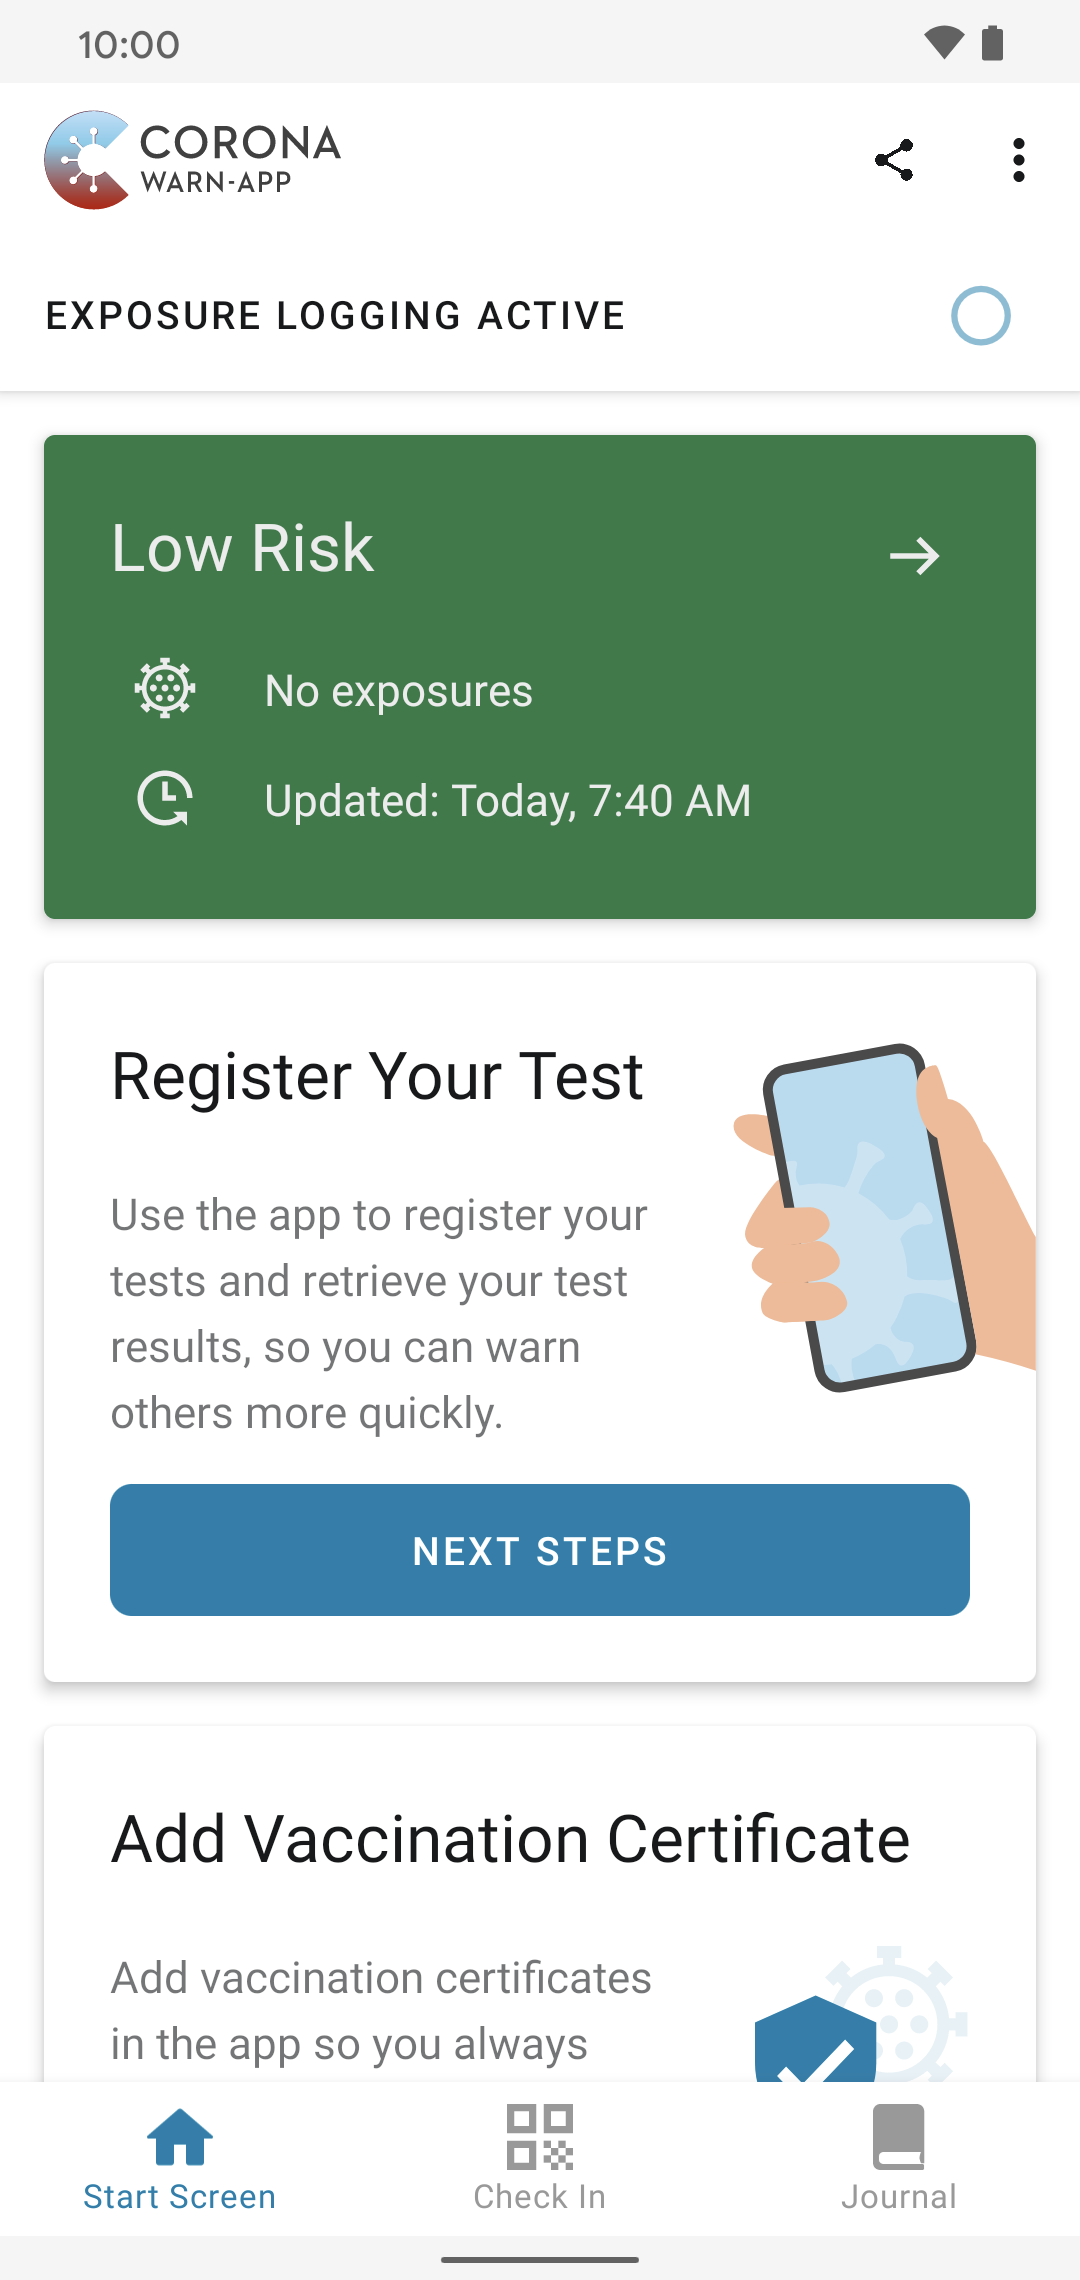 10:00
CORONA
WARN-APP
EXPOSURE LOGGING ACTIVE
Low Risk
No exposures
Updated: Today, 7:40 AM
Register Your Test
Use the app to register your
tests and retrieve your test
results, so you can warn
others more quickly.
NEXT STEPS
Add Vaccination Certificate
Add vaccination certificates
in the app so you always
Start Screen
Check In
Journal